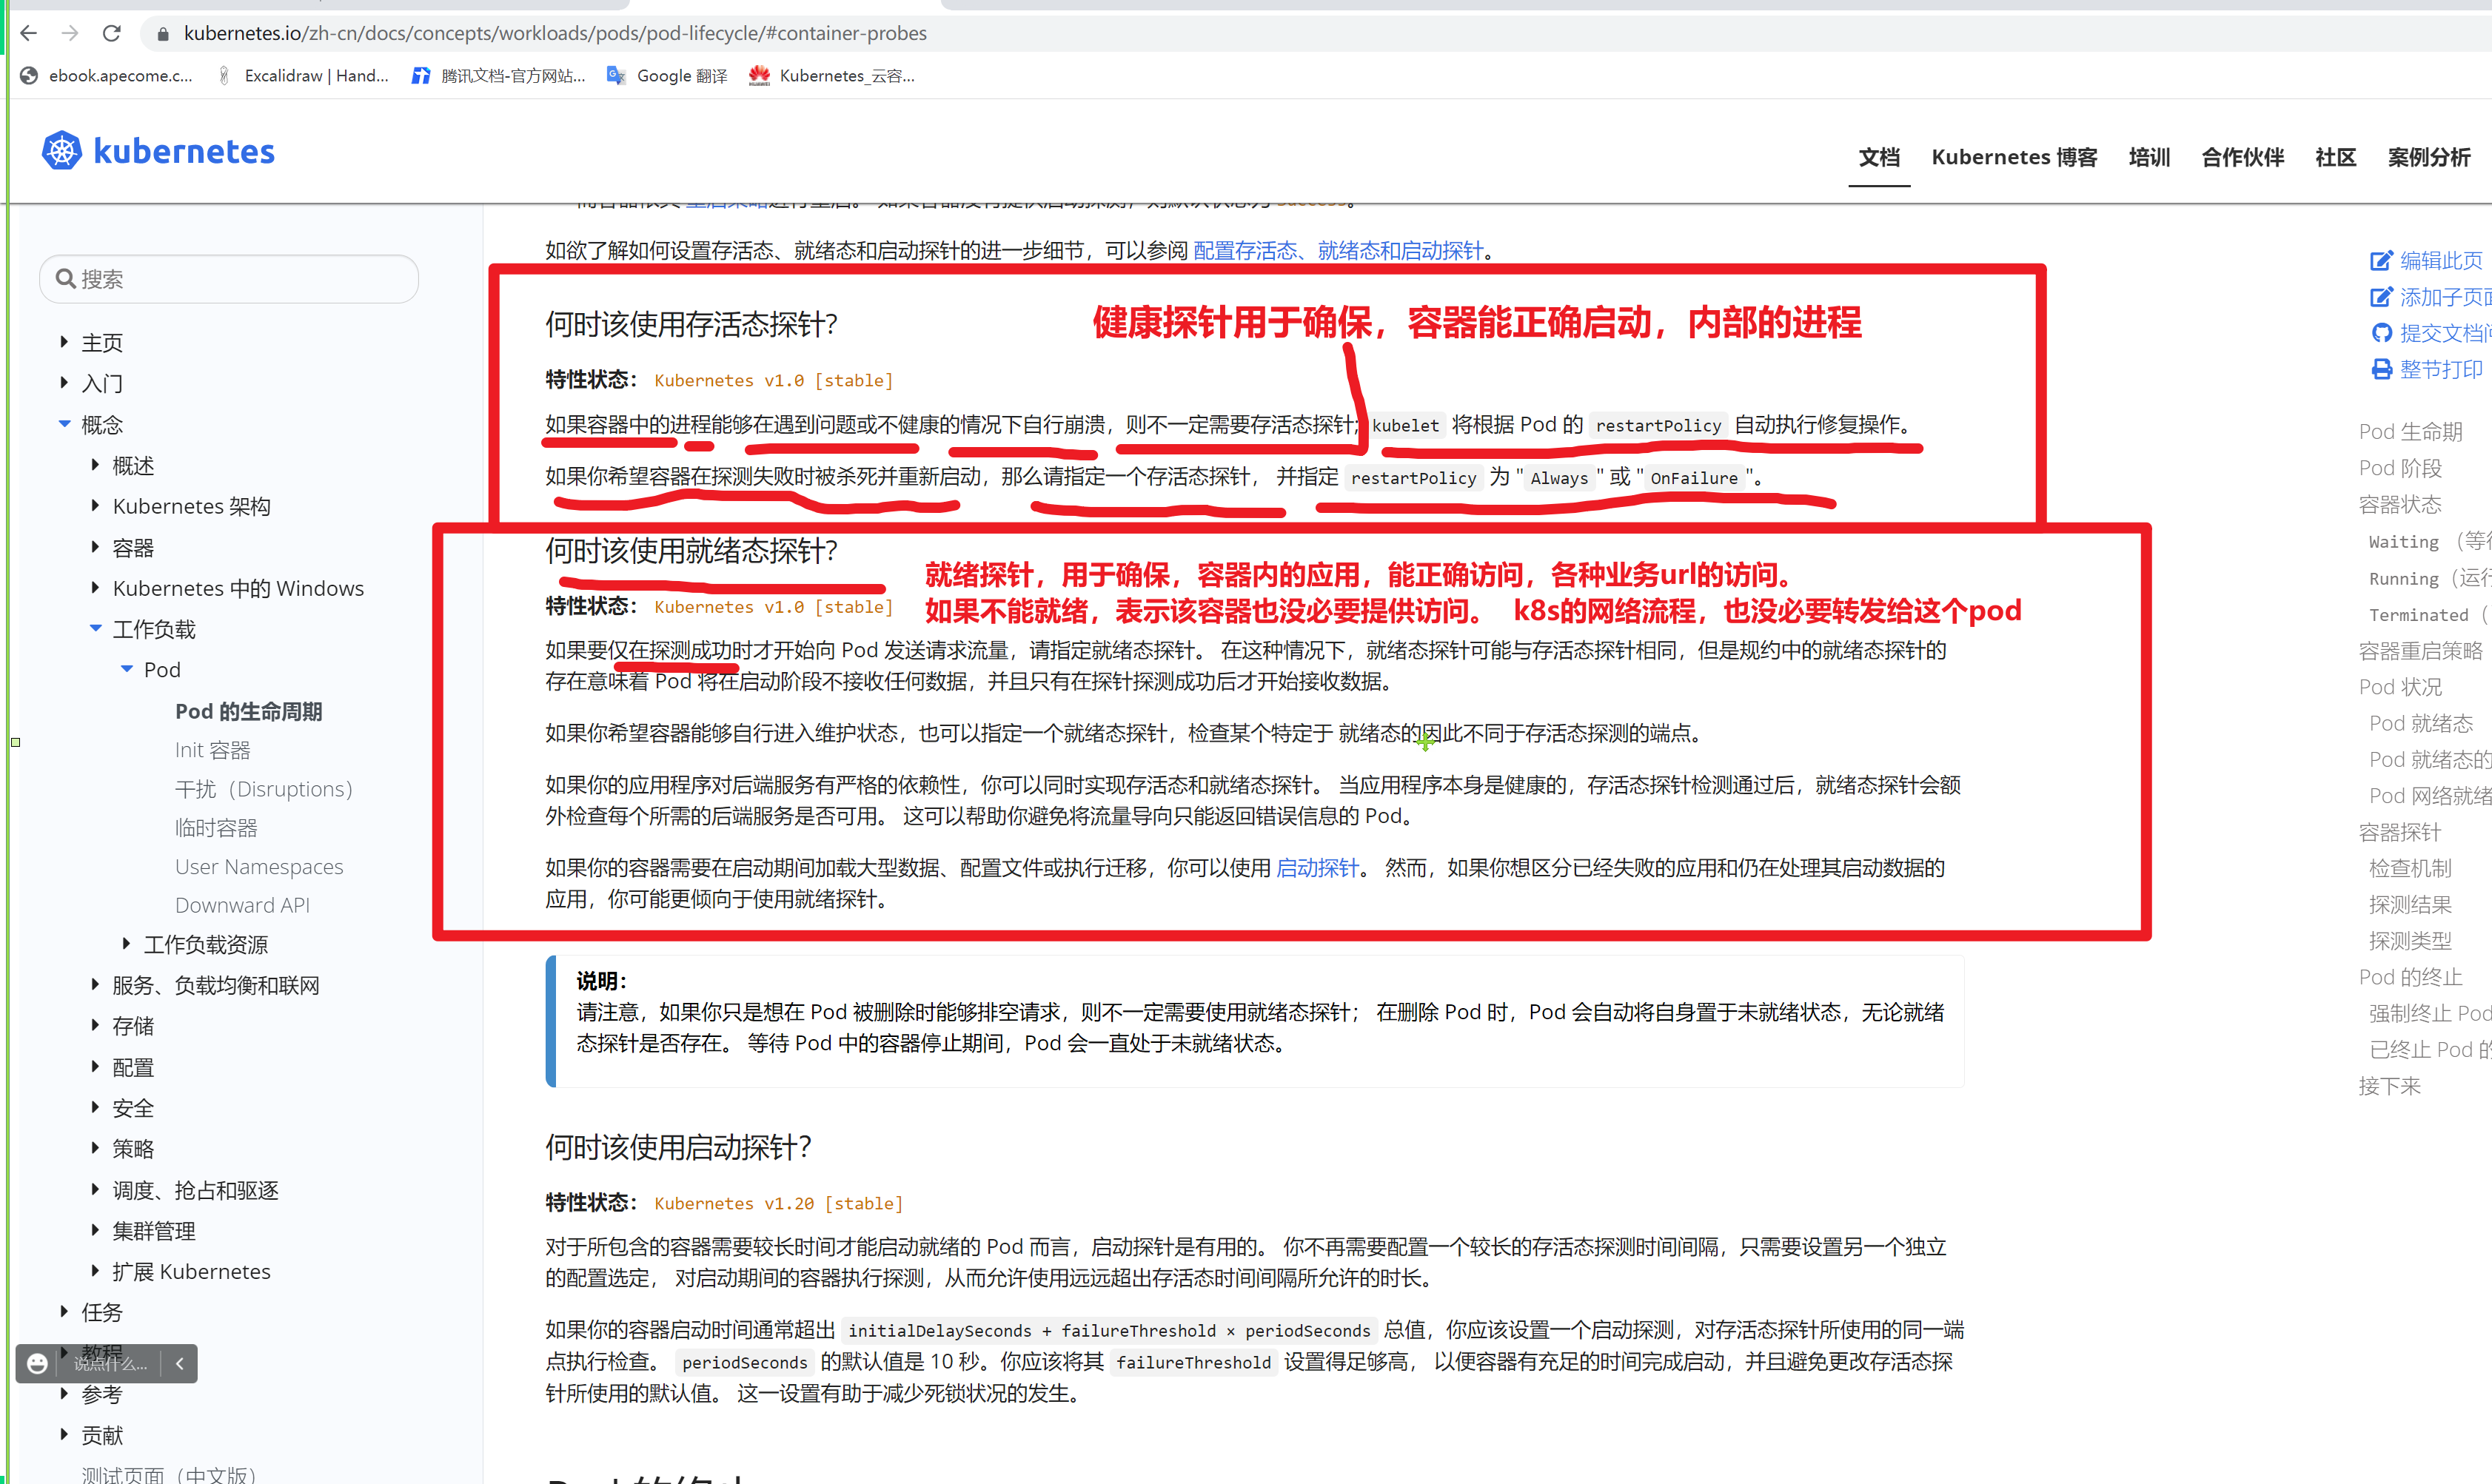 kubernetes.io/zh-cn/docs/concepts/workloads/pods/pod-lifecycle/#container-probes
ebook.apecome.c...
Excalidraw | Hand...
腾讯文档-官方网站...
Google 翻译
Kubernetes_云容...
kubernetes
文档
Kubernetes 博客
培训
合作伙伴
社区
案例分析
搜索
主页
入门
概念
概述
Kubernetes 架构
容器
Kubernetes 中的 Windows
工作负载
Pod
Pod 的生命周期
Init 容器
干扰（Disruptions）
临时容器
User Namespaces
Downward API
工作负载资源
服务、负载均衡和联网
存储
配置
安全
策略
调度、抢占和驱逐
集群管理
扩展 Kubernetes
任务
教程
说点什么...
参考
贡献
测试页面（中文版）
如欲了解如何设置存活态、就绪态和启动探针的进一步细节，可以参阅 配置存活态、就绪态和启动探针。
何时该使用存活态探针?
健康探针用于确保，容器能正确启动，内部的进程
特性状态： Kubernetes v1.0 [stable]
如果容器中的进程能够在遇到问题或不健康的情况下自行崩溃，则不一定需要存活态探针; kubelet 将根据 Pod 的 restartPolicy 自动执行修复操作。
如果你希望容器在探测失败时被杀死并重新启动，那么请指定一个存活态探针， 并指定 restartPolicy 为 "Always" 或 "OnFailure"。
何时该使用就绪态探针?
就绪探针，用于确保，容器内的应用，能正确访问，各种业务url的访问。
特性状态： Kubernetes v1.0 [stable]
如果不能就绪，表示该容器也没必要提供访问。 k8s的网络流程，也没必要转发给这个pod
如果要仅在探测成功时才开始向 Pod 发送请求流量，请指定就绪态探针。 在这种情况下，就绪态探针可能与存活态探针相同，但是规约中的就绪态探针的
存在意味着 Pod 将在启动阶段不接收任何数据，并且只有在探针探测成功后才开始接收数据。
如果你希望容器能够自行进入维护状态，也可以指定一个就绪态探针，检查某个特定于 就绪态的因此不同于存活态探测的端点。
如果你的应用程序对后端服务有严格的依赖性，你可以同时实现存活态和就绪态探针。 当应用程序本身是健康的，存活态探针检测通过后，就绪态探针会额
外检查每个所需的后端服务是否可用。 这可以帮助你避免将流量导向只能返回错误信息的 Pod。
如果你的容器需要在启动期间加载大型数据、配置文件或执行迁移，你可以使用 启动探针。 然而，如果你想区分已经失败的应用和仍在处理其启动数据的
应用，你可能更倾向于使用就绪探针。
说明：
请注意，如果你只是想在 Pod 被删除时能够排空请求，则不一定需要使用就绪态探针； 在删除 Pod 时，Pod 会自动将自身置于未就绪状态，无论就绪
态探针是否存在。 等待 Pod 中的容器停止期间，Pod 会一直处于未就绪状态。
何时该使用启动探针？
特性状态： Kubernetes v1.20 [stable]
对于所包含的容器需要较长时间才能启动就绪的 Pod 而言，启动探针是有用的。 你不再需要配置一个较长的存活态探测时间间隔，只需要设置另一个独立
的配置选定， 对启动期间的容器执行探测，从而允许使用远远超出存活态时间间隔所允许的时长。
如果你的容器启动时间通常超出 initialDelaySeconds + failureThreshold × periodSeconds 总值，你应该设置一个启动探测，对存活态探针所使用的同一端
点执行检查。 periodSeconds 的默认值是 10 秒。你应该将其 failureThreshold 设置得足够高， 以便容器有充足的时间完成启动，并且避免更改存活态探
针所使用的默认值。 这一设置有助于减少死锁状况的发生。
编辑此页
添加子页
提交文档
整节打印
Pod 生命期
Pod 阶段
容器状态
Waiting （等
Running（运
Terminated（
容器重启策略
Pod 状况
Pod 就绪态
Pod 就绪态的
Pod 网络就绪
容器探针
检查机制
探测结果
探测类型
Pod 的终止
强制终止 Pod
已终止 Pod 的
接下来